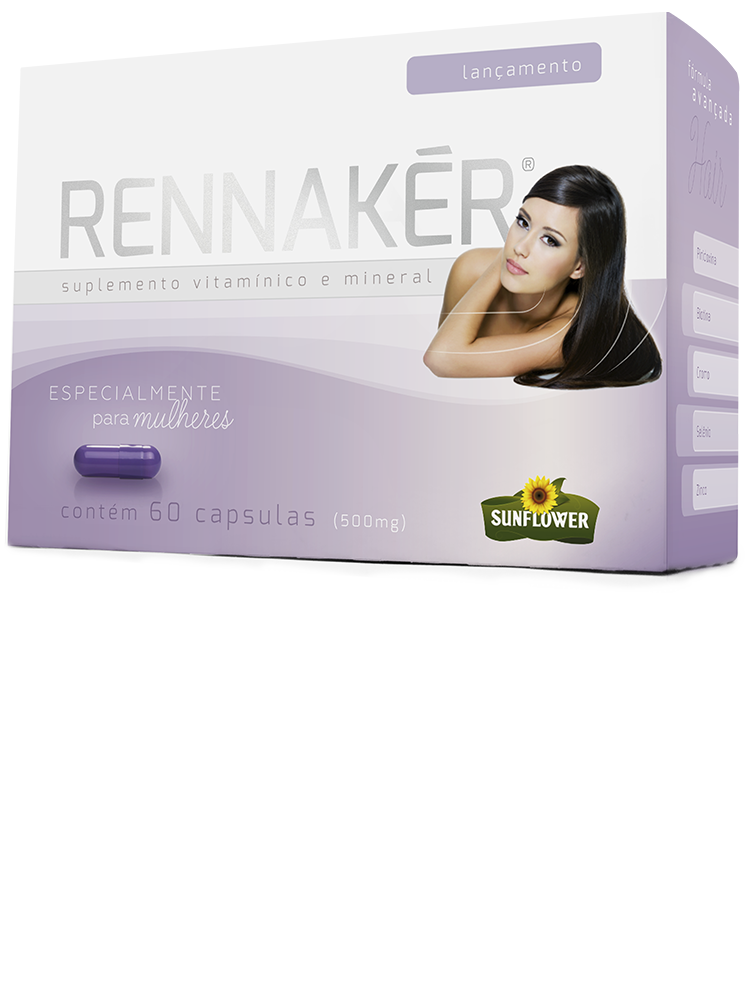 lançamento
RENNAKÉR®
suplemento vitamínico e mineral
ESPECIALMENTE
para mulheres
contém 60 capsulas (500mg)
SUNFLOWER
fórmula
avançada
Hair
Piridoxina
Biotina
Cromo
Selênio
Zinco